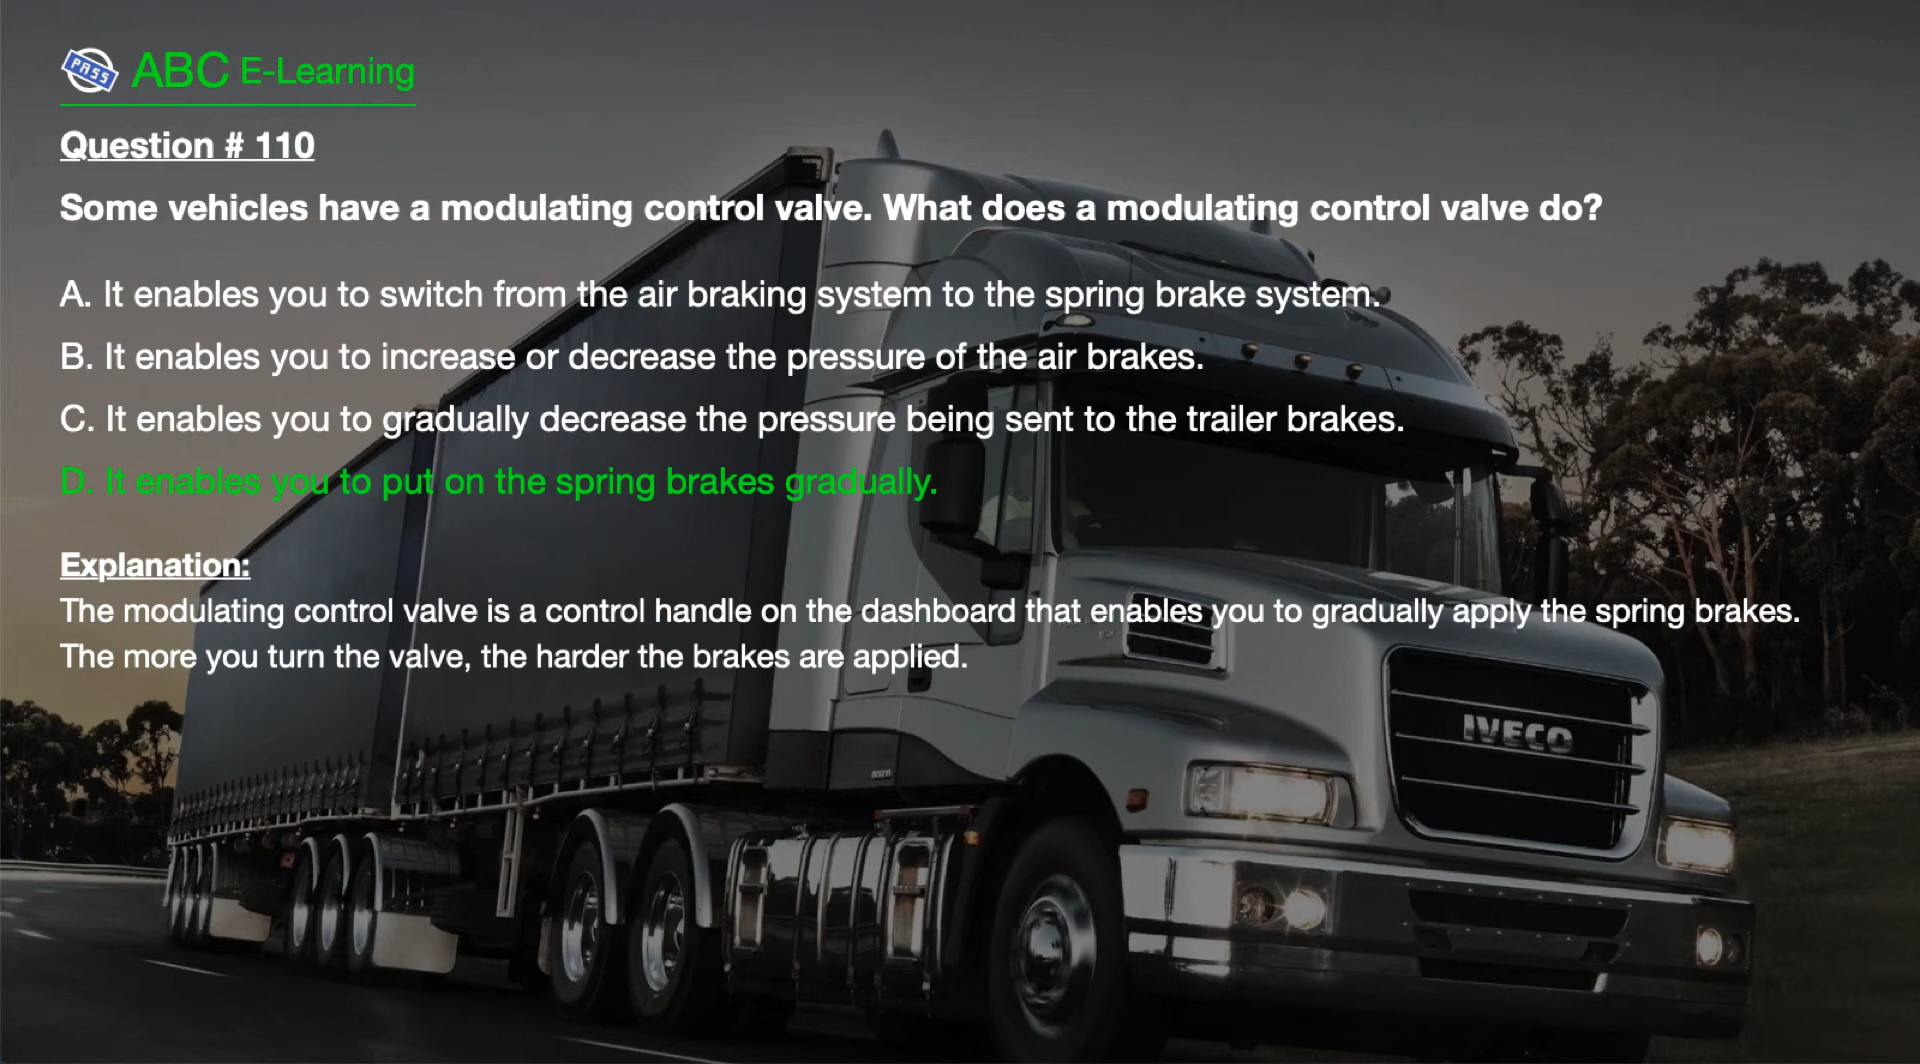 PASS ABC E-Learning
Question # 110
Some vehicles have a modulating control valve. What does a modulating control valve do?
A. It enables you to switch from the air braking system to the spring brake system.
B. It enables you to increase or decrease the pressure of the air brakes.
C. It enables you to gradually decrease the pressure being sent to the trailer brakes.
D. It enables you to put on the spring brakes gradually.
Explanation:
The modulating control valve is a control handle on the dashboard that enables you to gradually apply the spring brakes.
The more you turn the valve, the harder the brakes are applied.
IVECO